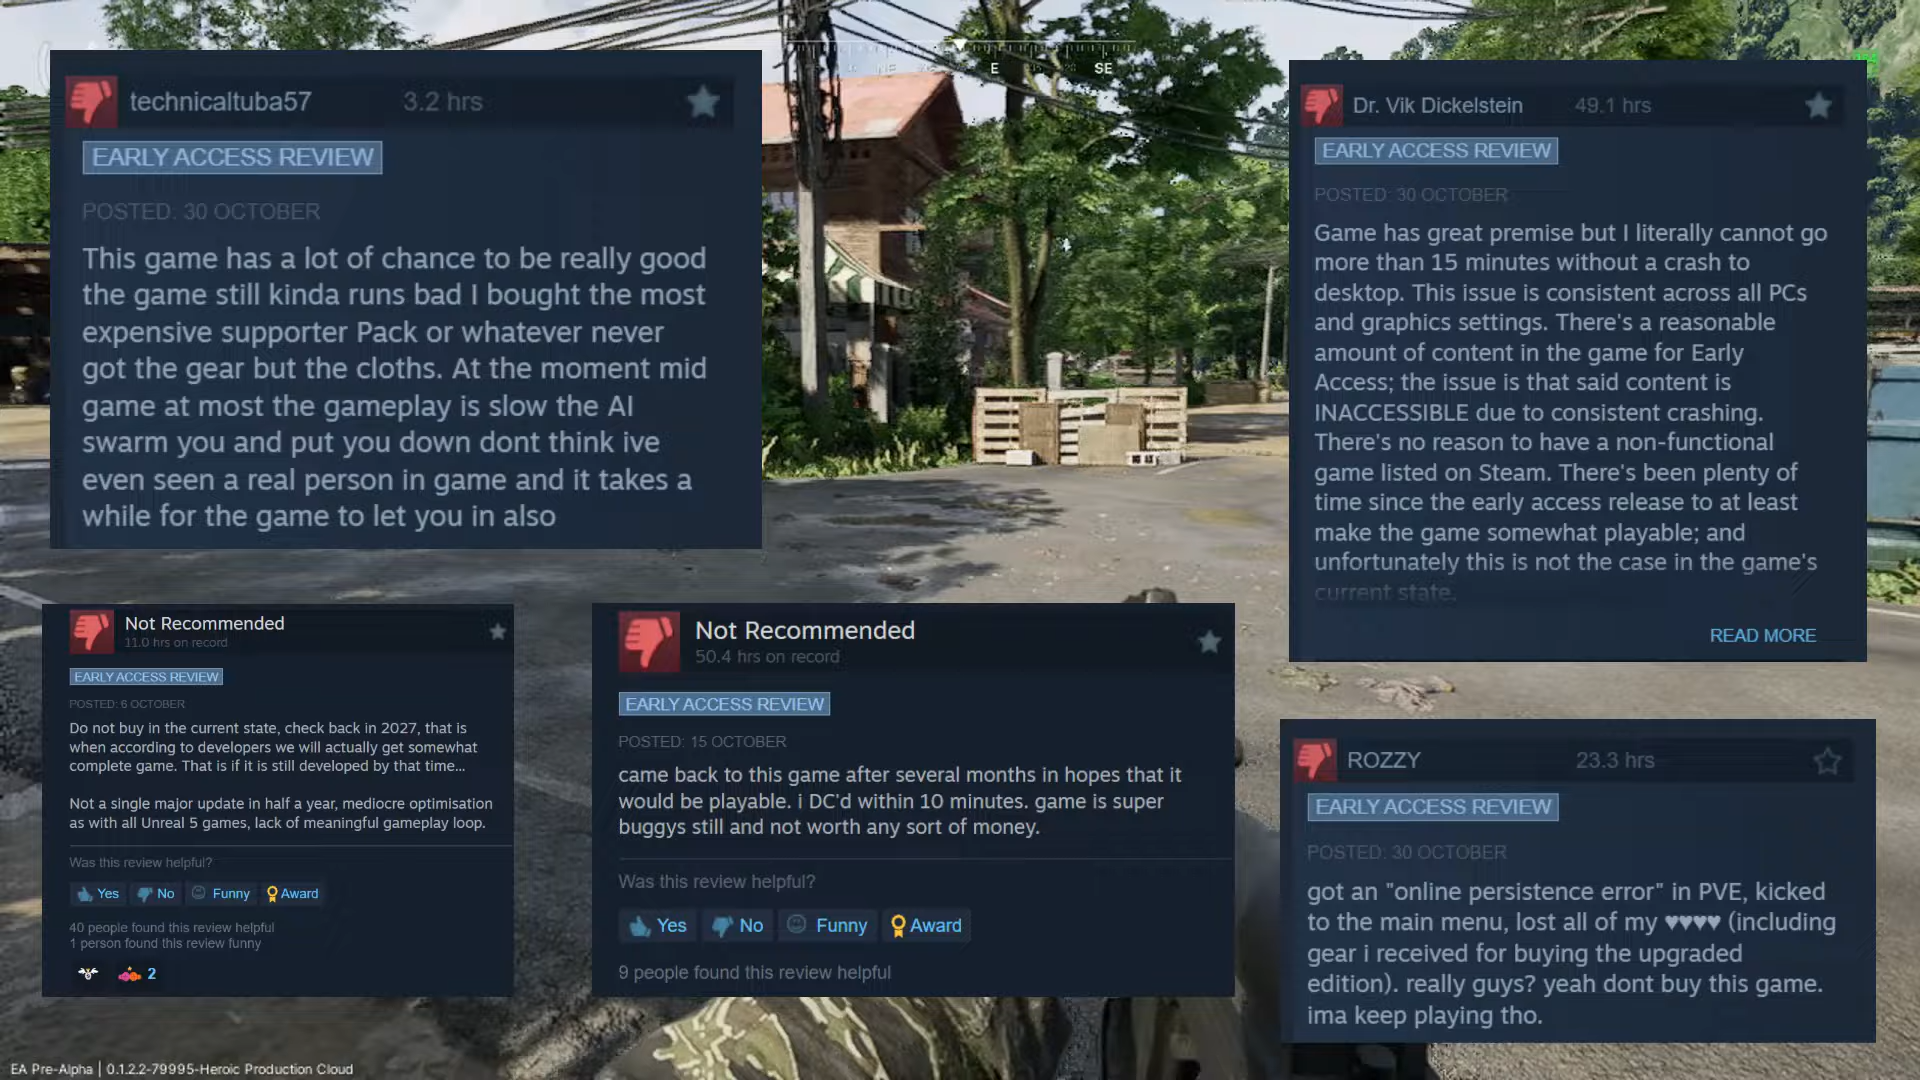 NE
E
SE
technicaltuba57 3.2 hrs
EARLY ACCESS REVIEW
POSTED: 30 OCTOBER
This game has a lot of chance to be really good
the game still kinda runs bad I bought the most
expensive supporter Pack or whatever never
got the gear but the cloths. At the moment mid
game at most the gameplay is slow the AI
swarm you and put you down dont think ive
even seen a real person in game and it takes a
while for the game to let you in also
Dr. Vik Dickelstein 49.1 hrs
EARLY ACCESS REVIEW
POSTED: 30 OCTOBER
Game has great premise but I literally cannot go
more than 15 minutes without a crash to
desktop. This issue is consistent across all PCs
and graphics settings. There's a reasonable
amount of content in the game for Early
Access; the issue is that said content is
INACCESSIBLE due to consistent crashing.
There's no reason to have a non-functional
game listed on Steam. There's been plenty of
time since the early access release to at least
make the game somewhat playable; and
unfortunately this is not the case in the game's
current state.
READ MORE
Not Recommended
11.0 hrs on record
EARLY ACCESS REVIEW
POSTED: 6 OCTOBER
Do not buy in the current state, check back in 2027, that is
when according to developers we will actually get somewhat
complete game. That is if it is still developed by that time...
Not a single major update in half a year, mediocre optimisation
as with all Unreal 5 games, lack of meaningful gameplay loop.
Was this review helpful?
Yes No Funny Award
40 people found this review helpful
1 person found this review funny
2
Not Recommended
50.4 hrs on record
EARLY ACCESS REVIEW
POSTED: 15 OCTOBER
came back to this game after several months in hopes that it
would be playable. i DC'd within 10 minutes. game is super
buggys still and not worth any sort of money.
Was this review helpful?
Yes No Funny Award
9 people found this review helpful
ROZZY 23.3 hrs
EARLY ACCESS REVIEW
POSTED: 30 OCTOBER
got an "online persistence error" in PVE, kicked
to the main menu, lost all of my ♥♥♥♥ (including
gear i received for buying the upgraded
edition). really guys? yeah dont buy this game.
ima keep playing tho.
EA Pre-Alpha | 0.1.2.2-79995-Heroic Production Cloud